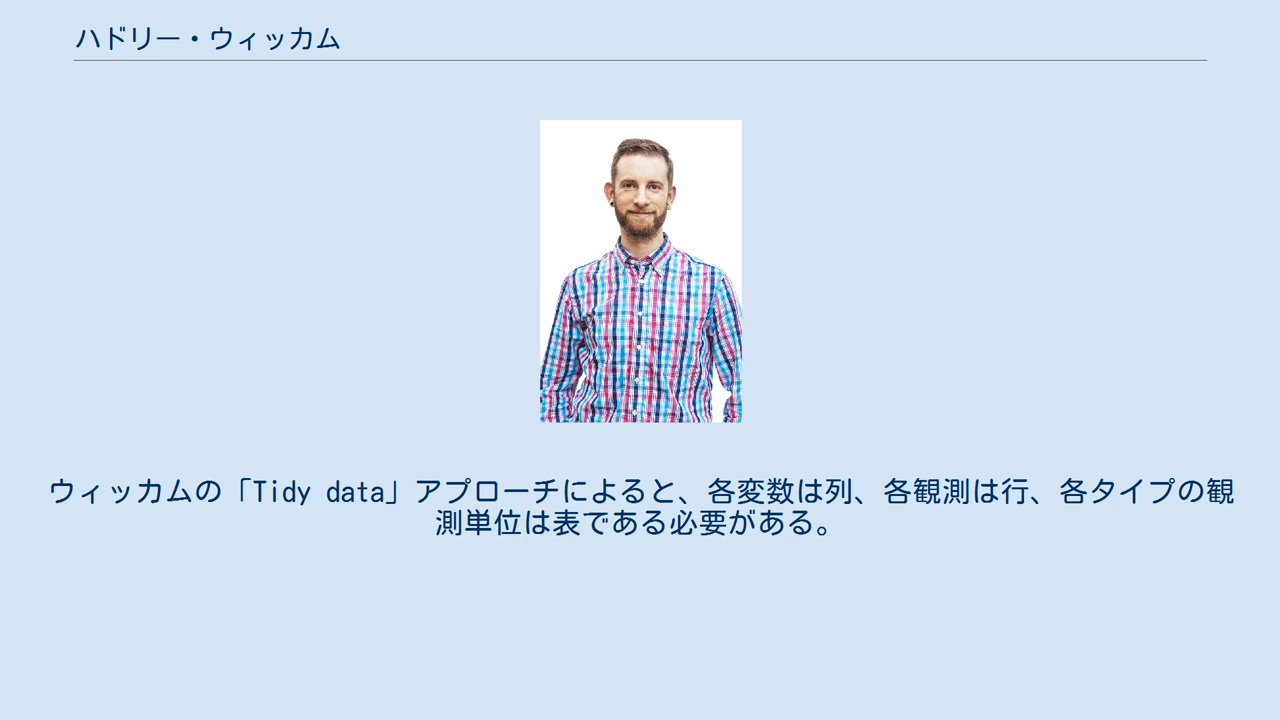 ハドリー・ウィッカム
ウィッカムの「Tidy data」アプローチによると、各変数は列、各観測は行、各タイプの観
測単位は表である必要がある。